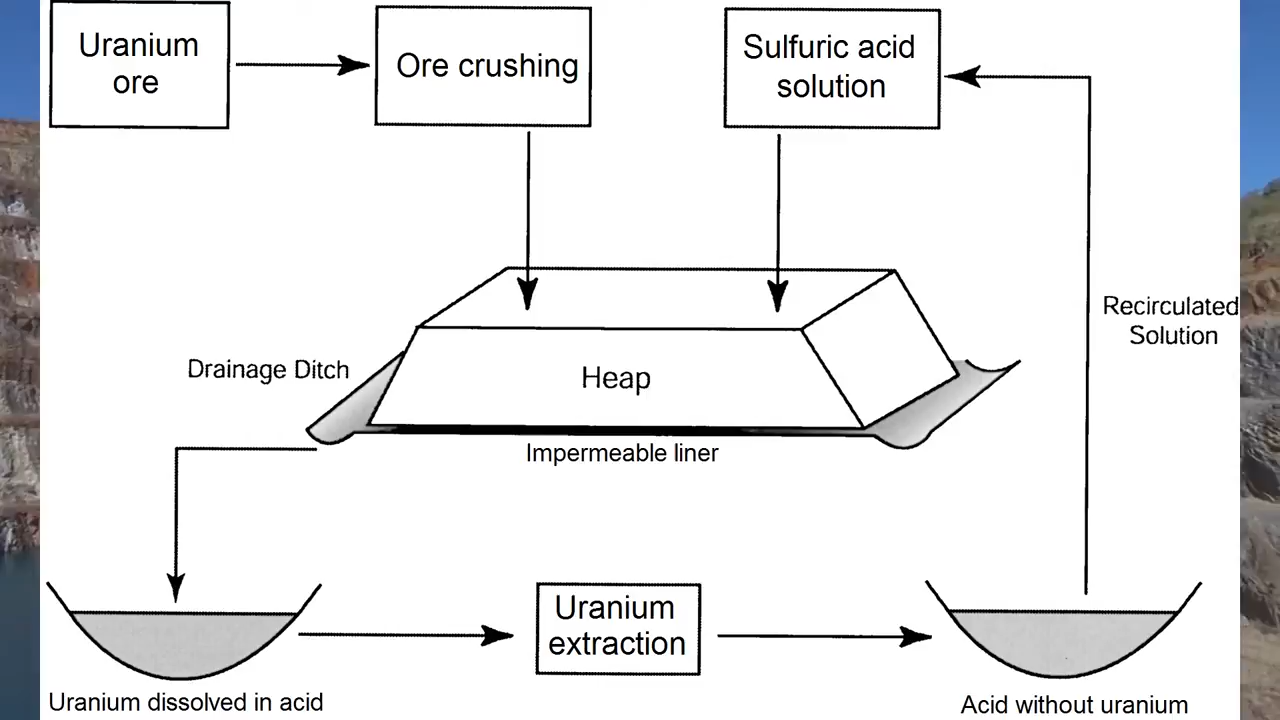 Uranium
ore
Ore crushing
Sulfuric acid
solution
Recirculated
Solution
Drainage Ditch
Heap
Impermeable liner
Uranium
extraction
Uranium dissolved in acid
Acid without uranium